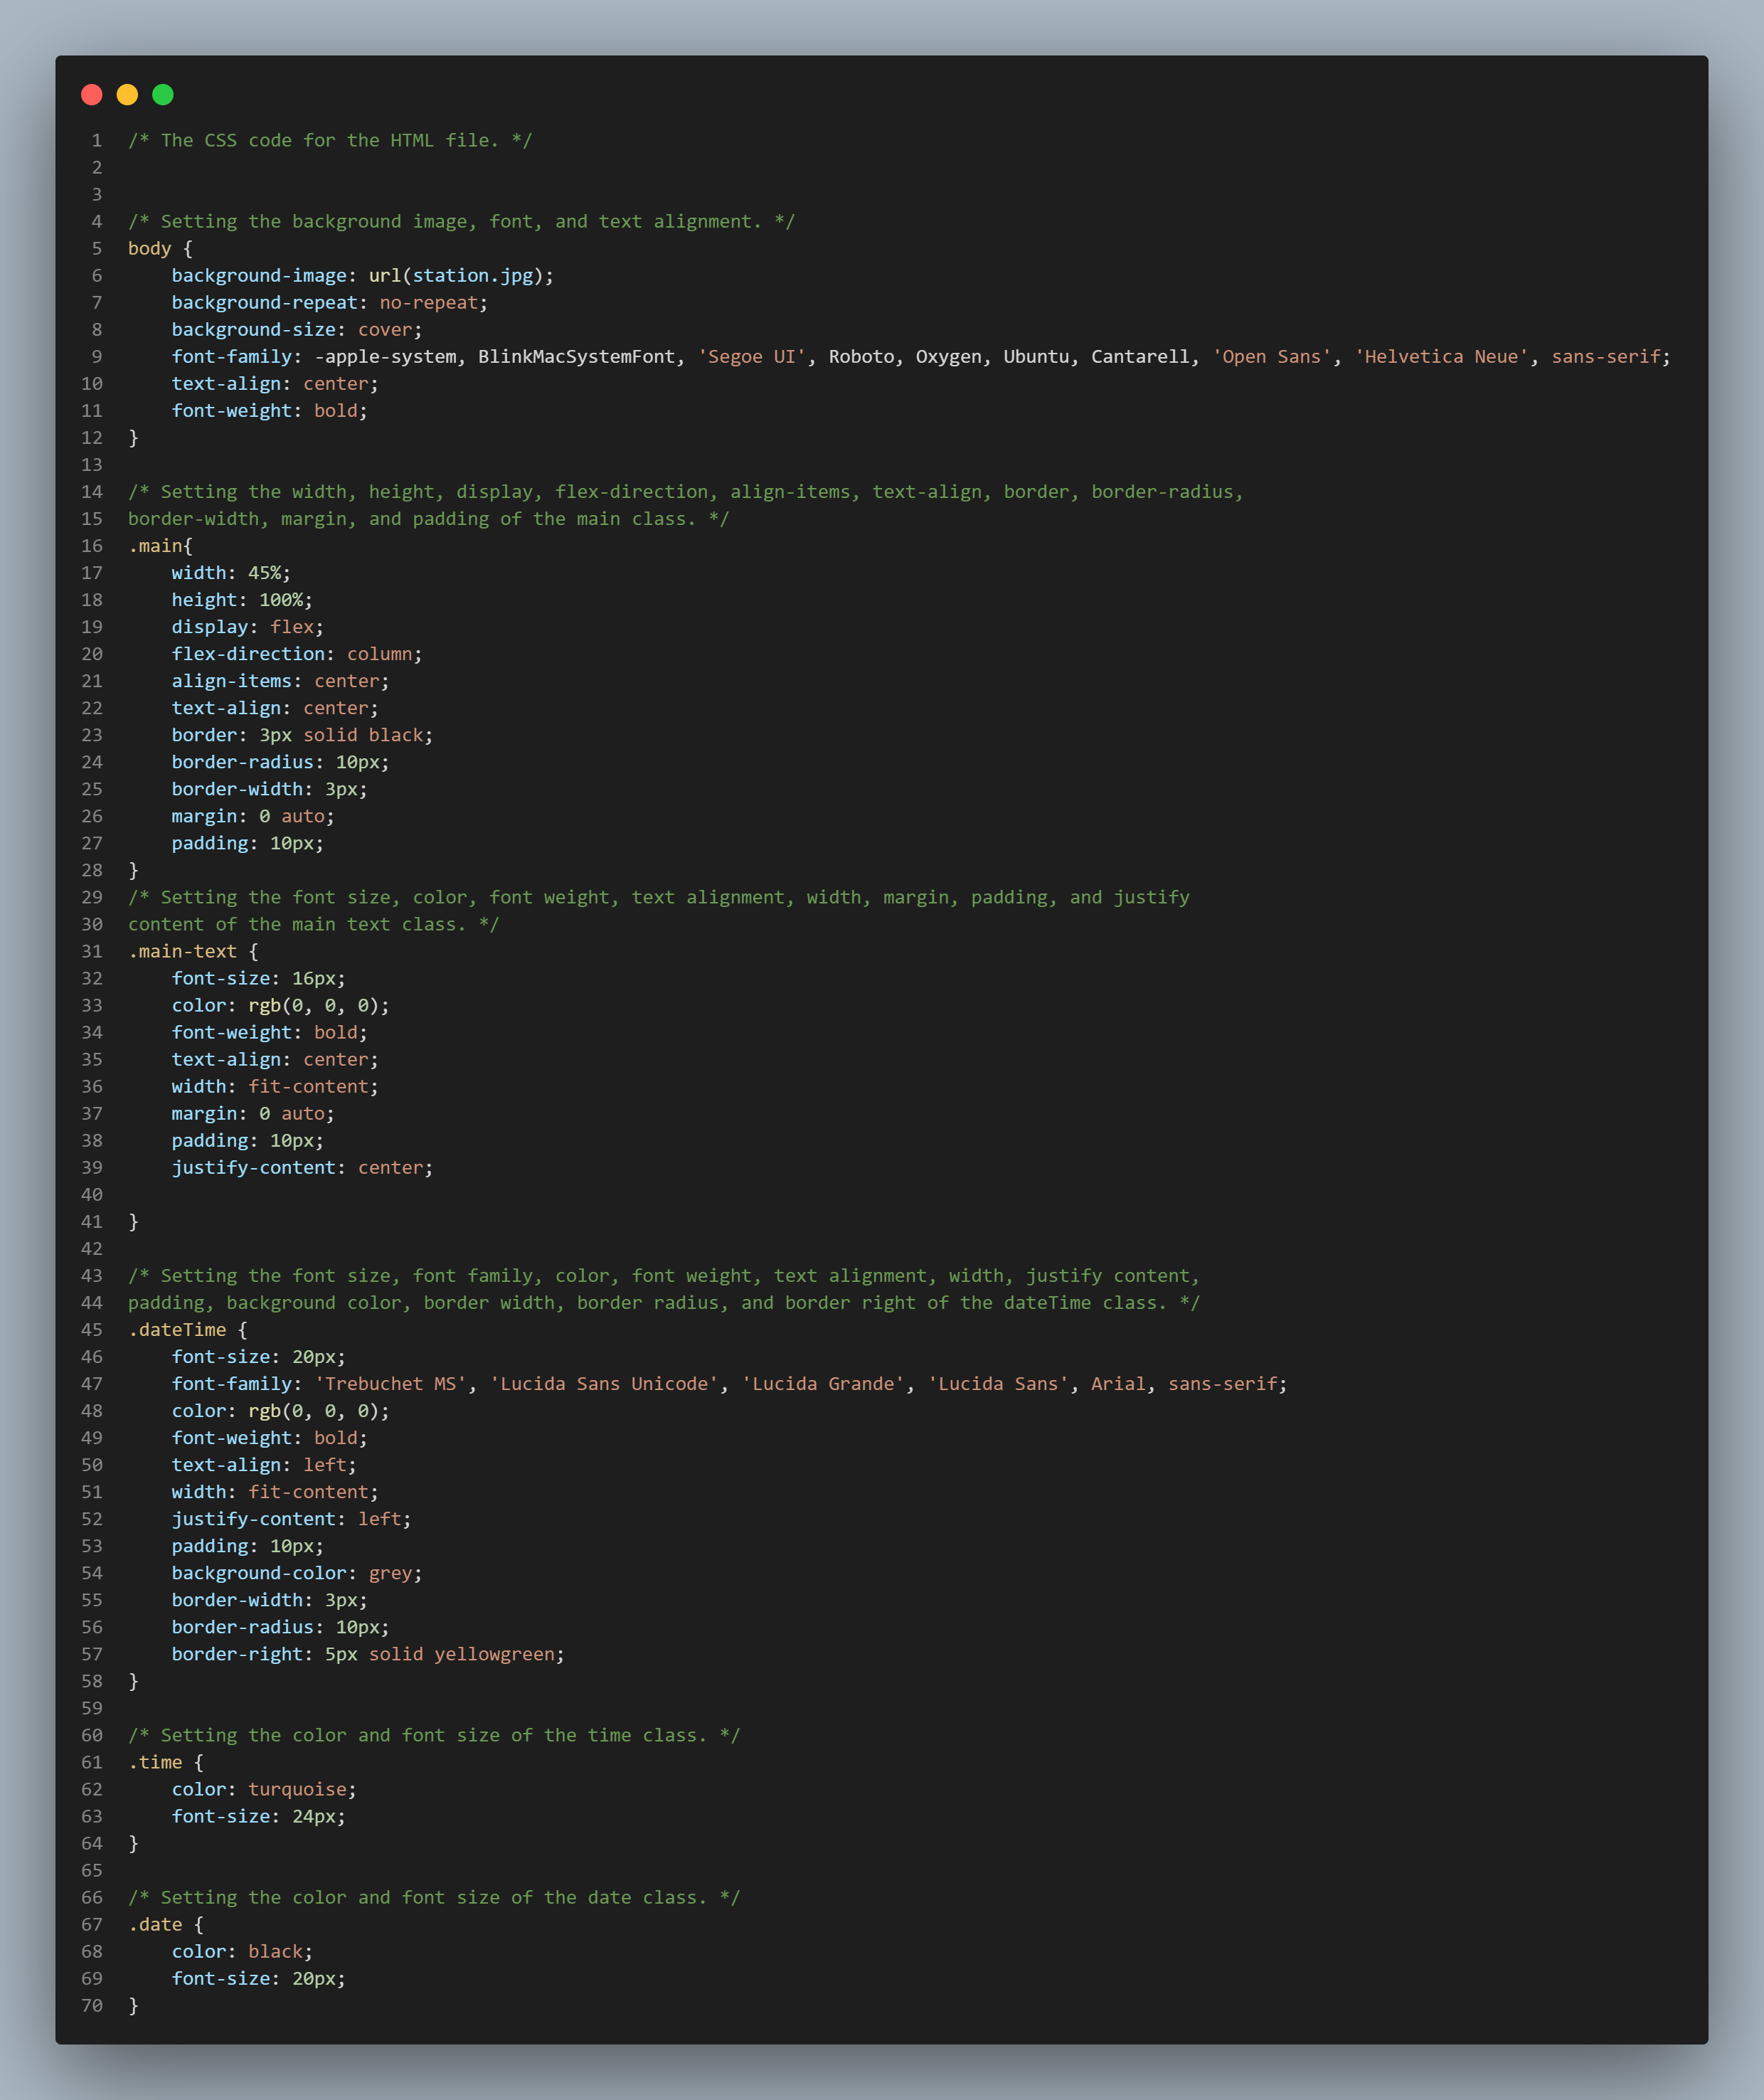 1 /* The CSS code for the HTML file. */
2
3
4 /* Setting the background image, font, and text alignment. */
5 body {
6     background-image: url(station.jpg);
7     background-repeat: no-repeat;
8     background-size: cover;
9     font-family: -apple-system, BlinkMacSystemFont, 'Segoe UI', Roboto, Oxygen, Ubuntu, Cantarell, 'Open Sans', 'Helvetica Neue', sans-serif;
10     text-align: center;
11     font-weight: bold;
12 }
13
14 /* Setting the width, height, display, flex-direction, align-items, text-align, border, border-radius,
15 border-width, margin, and padding of the main class. */
16 .main{
17     width: 45%;
18     height: 100%;
19     display: flex;
20     flex-direction: column;
21     align-items: center;
22     text-align: center;
23     border: 3px solid black;
24     border-radius: 10px;
25     border-width: 3px;
26     margin: 0 auto;
27     padding: 10px;
28 }
29 /* Setting the font size, color, font weight, text alignment, width, margin, padding, and justify
30 content of the main text class. */
31 .main-text {
32     font-size: 16px;
33     color: rgb(0, 0, 0);
34     font-weight: bold;
35     text-align: center;
36     width: fit-content;
37     margin: 0 auto;
38     padding: 10px;
39     justify-content: center;
40
41 }
42
43 /* Setting the font size, font family, color, font weight, text alignment, width, justify content,
44 padding, background color, border width, border radius, and border right of the dateTime class. */
45 .dateTime {
46     font-size: 20px;
47     font-family: 'Trebuchet MS', 'Lucida Sans Unicode', 'Lucida Grande', 'Lucida Sans', Arial, sans-serif;
48     color: rgb(0, 0, 0);
49     font-weight: bold;
50     text-align: left;
51     width: fit-content;
52     justify-content: left;
53     padding: 10px;
54     background-color: grey;
55     border-width: 3px;
56     border-radius: 10px;
57     border-right: 5px solid yellowgreen;
58 }
59
60 /* Setting the color and font size of the time class. */
61 .time {
62     color: turquoise;
63     font-size: 24px;
64 }
65
66 /* Setting the color and font size of the date class. */
67 .date {
68     color: black;
69     font-size: 20px;
70 }